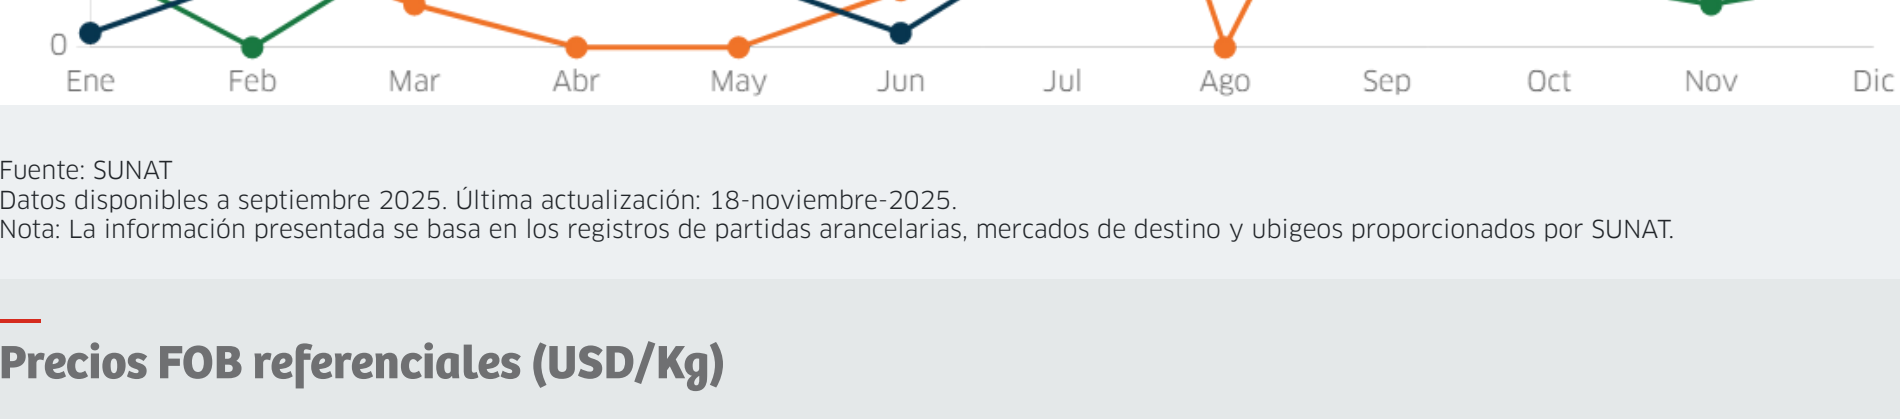 0
Ene Feb Mar Abr May Jun Jul Ago Sep Oct Nov Dic
Fuente: SUNAT
Datos disponibles a septiembre 2025. Última actualización: 18-noviembre-2025.
Nota: La información presentada se basa en los registros de partidas arancelarias, mercados de destino y ubigeos proporcionados por SUNAT.
Precios FOB referenciales (USD/Kg)